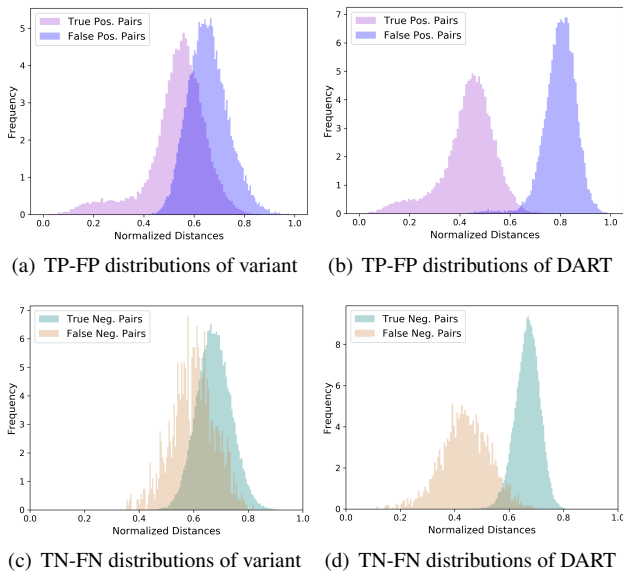 True Pos. Pairs
False Pos. Pairs
Frequency
5
4
3
2
1
0
0.0 0.2 0.4 0.6 0.8 1.0
Normalized Distances
(a) TP-FP distributions of variant
True Pos. Pairs
False Pos. Pairs
Frequency
7
6
5
4
3
2
1
0
0.0 0.2 0.4 0.6 0.8 1.0
Normalized Distances
(b) TP-FP distributions of DART
True Neg. Pairs
False Neg. Pairs
Frequency
7
6
5
4
3
2
1
0
0.0 0.2 0.4 0.6 0.8 1.0
Normalized Distances
(c) TN-FN distributions of variant
True Neg. Pairs
False Neg. Pairs
Frequency
8
6
4
2
0
0.0 0.2 0.4 0.6 0.8 1.0
Normalized Distances
(d) TN-FN distributions of DART